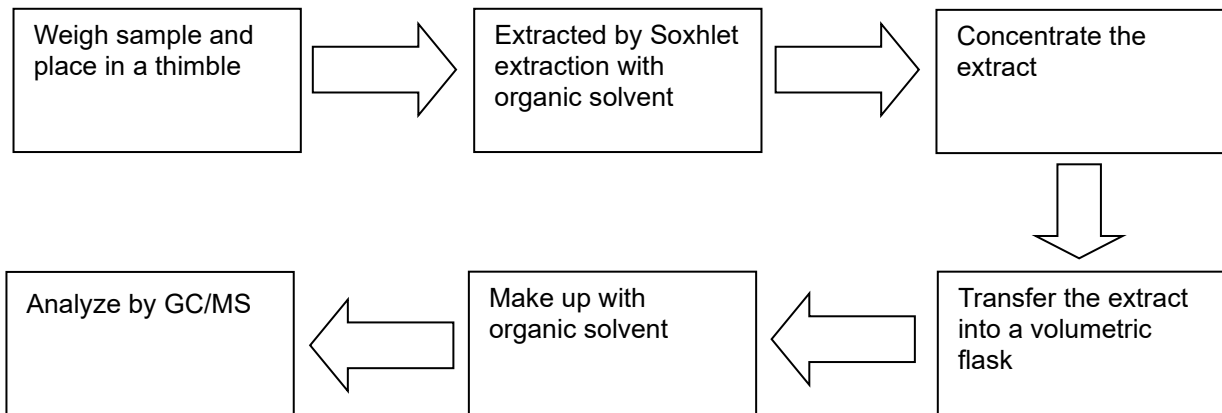 Weigh sample and
place in a thimble
Extracted by Soxhlet
extraction with
organic solvent
Concentrate the
extract
Transfer the extract
into a volumetric
flask
Make up with
organic solvent
Analyze by GC/MS